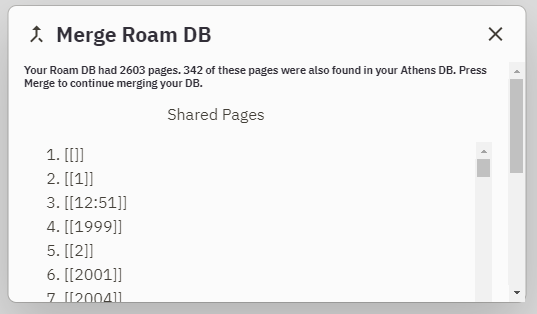 Merge Roam DB
Your Roam DB had 2603 pages. 342 of these pages were also found in your Athens DB. Press
Merge to continue merging your DB.
Shared Pages
1. [[]]
2. [[1]]
3. [[12:51]]
4. [[1999]]
5. [[2]]
6. [[2001]]
7. [[2004]]